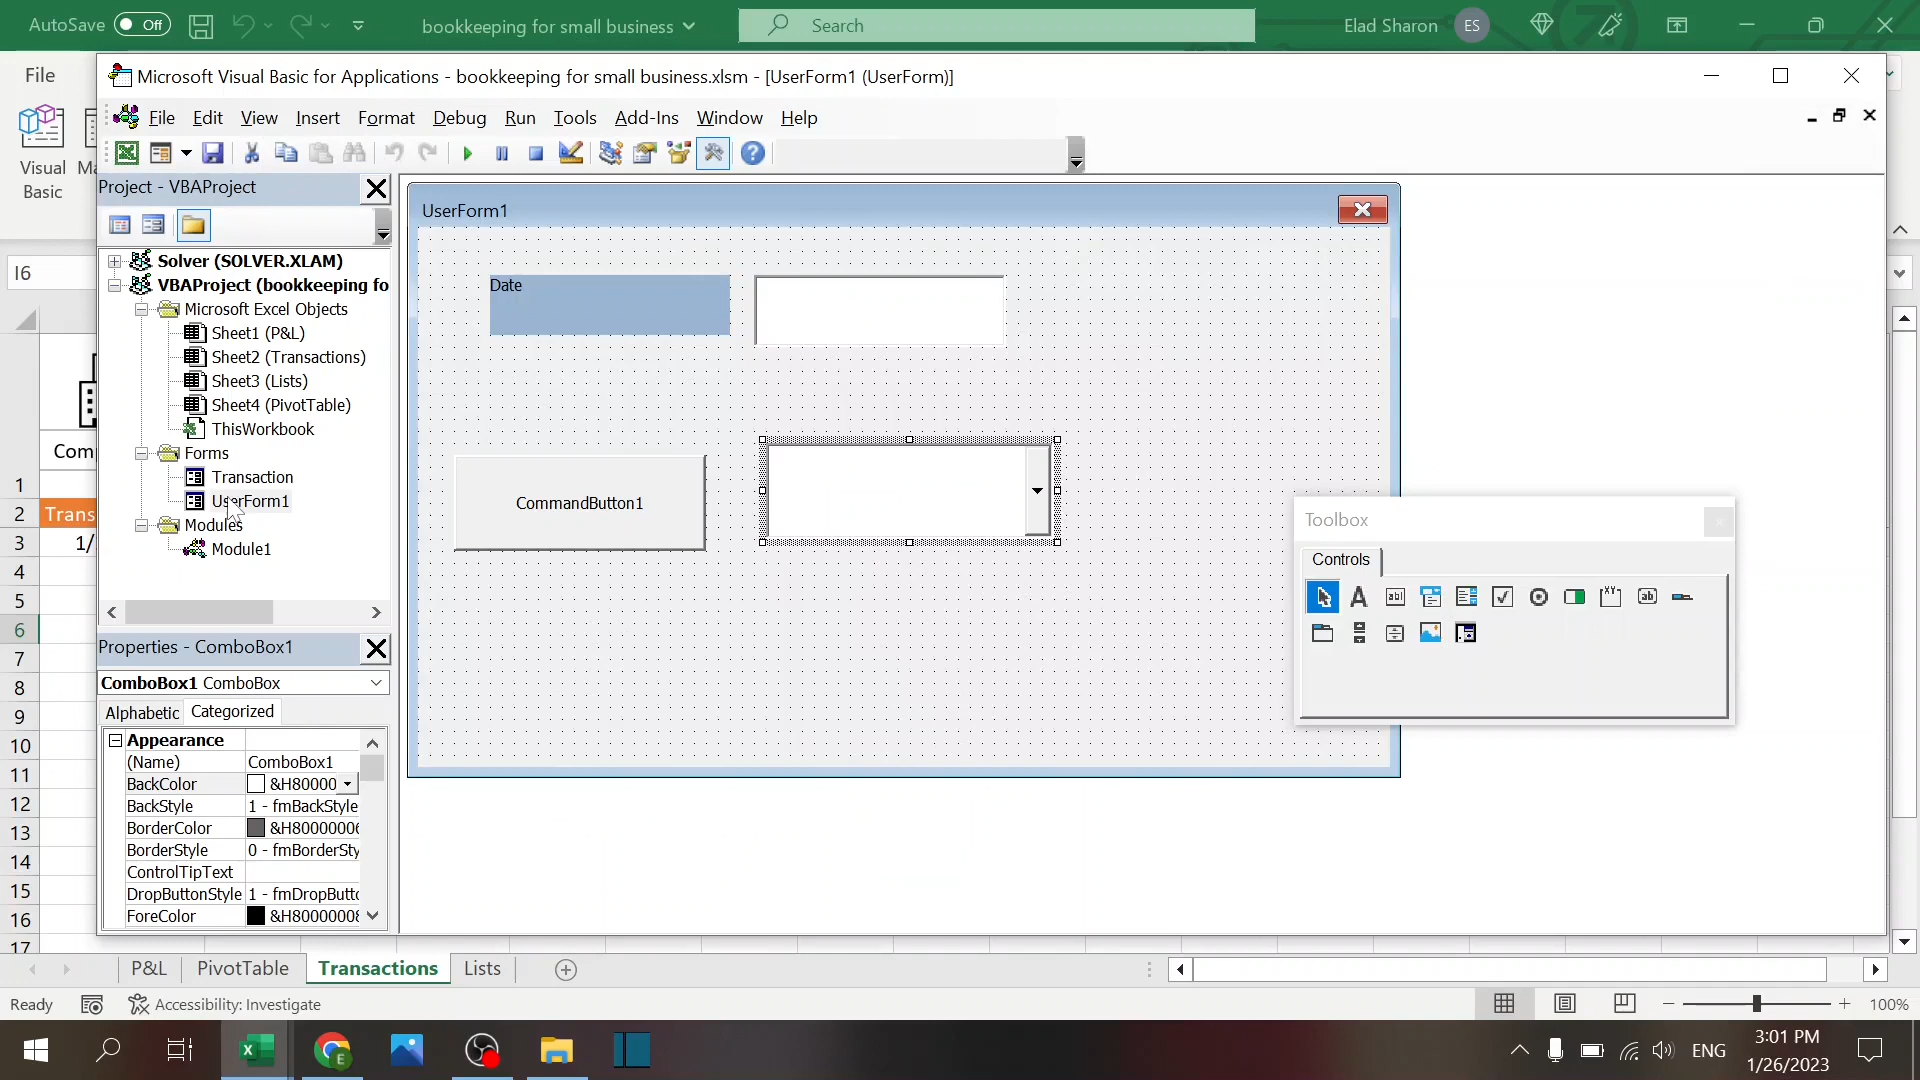 AutoSave Off
bookkeeping for small business
Search
Elad Sharon ES
File
Microsoft Visual Basic for Applications - bookkeeping for small business.xlsm - [UserForm1 (UserForm)]
File Edit View Insert Format Debug Run Tools Add-Ins Window Help
Visual
Basic
Ma
Project - VBAProject
I6
Solver (SOLVER.XLAM)
VBAProject (bookkeeping fo
Microsoft Excel Objects
Sheet1 (P&L)
Sheet2 (Transactions)
Sheet3 (Lists)
Sheet4 (PivotTable)
ThisWorkbook
Forms
Transaction
UserForm1
Modules
Module1
UserForm1
Date
CommandButton1
Toolbox
Controls
Com
1
2 Trans
3 1/
4
5
6
7
8
9
10
11
12
13
14
15
16
17
Properties - ComboBox1
ComboBox1 ComboBox
Alphabetic Categorized
Appearance
(Name) ComboBox1
BackColor &H80000
BackStyle 1 - fmBackStyle
BorderColor &H80000006
BorderStyle 0 - fmBorderSty
ControlTipText
DropButtonStyle 1 - fmDropButto
ForeColor &H80000008
P&L PivotTable Transactions Lists
Ready Accessibility: Investigate 100%
ENG
3:01 PM
1/26/2023